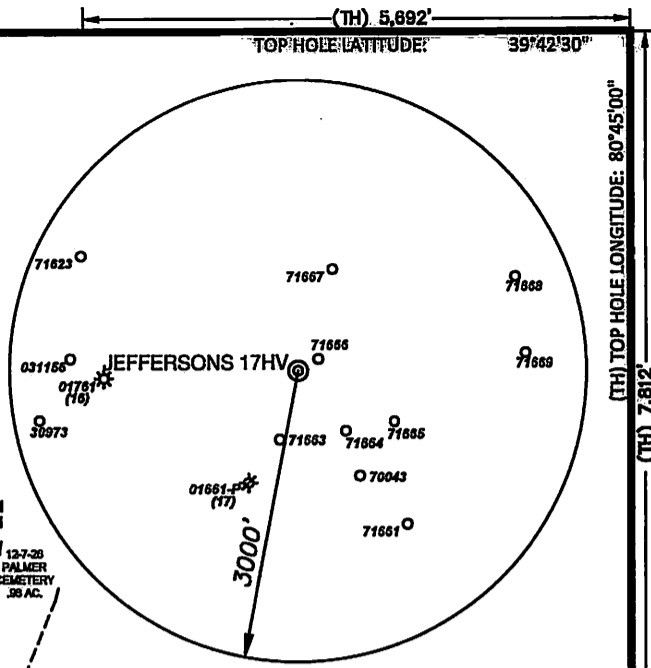 (TH) 5,692'
TOP HOLE LATITUDE: 39°42'30"
(TH) TOP HOLE LONGITUDE: 80°45'00"
(TH) 7,812'
71623
71667
71668
031156
JEFFERSONS 17HV
71666
71669
01761
(16)
30973
71663
71664
71665
01661-P
(17)
70043
71661
3000'
12-7-26
PALMER
CEMETERY
.98 AC.